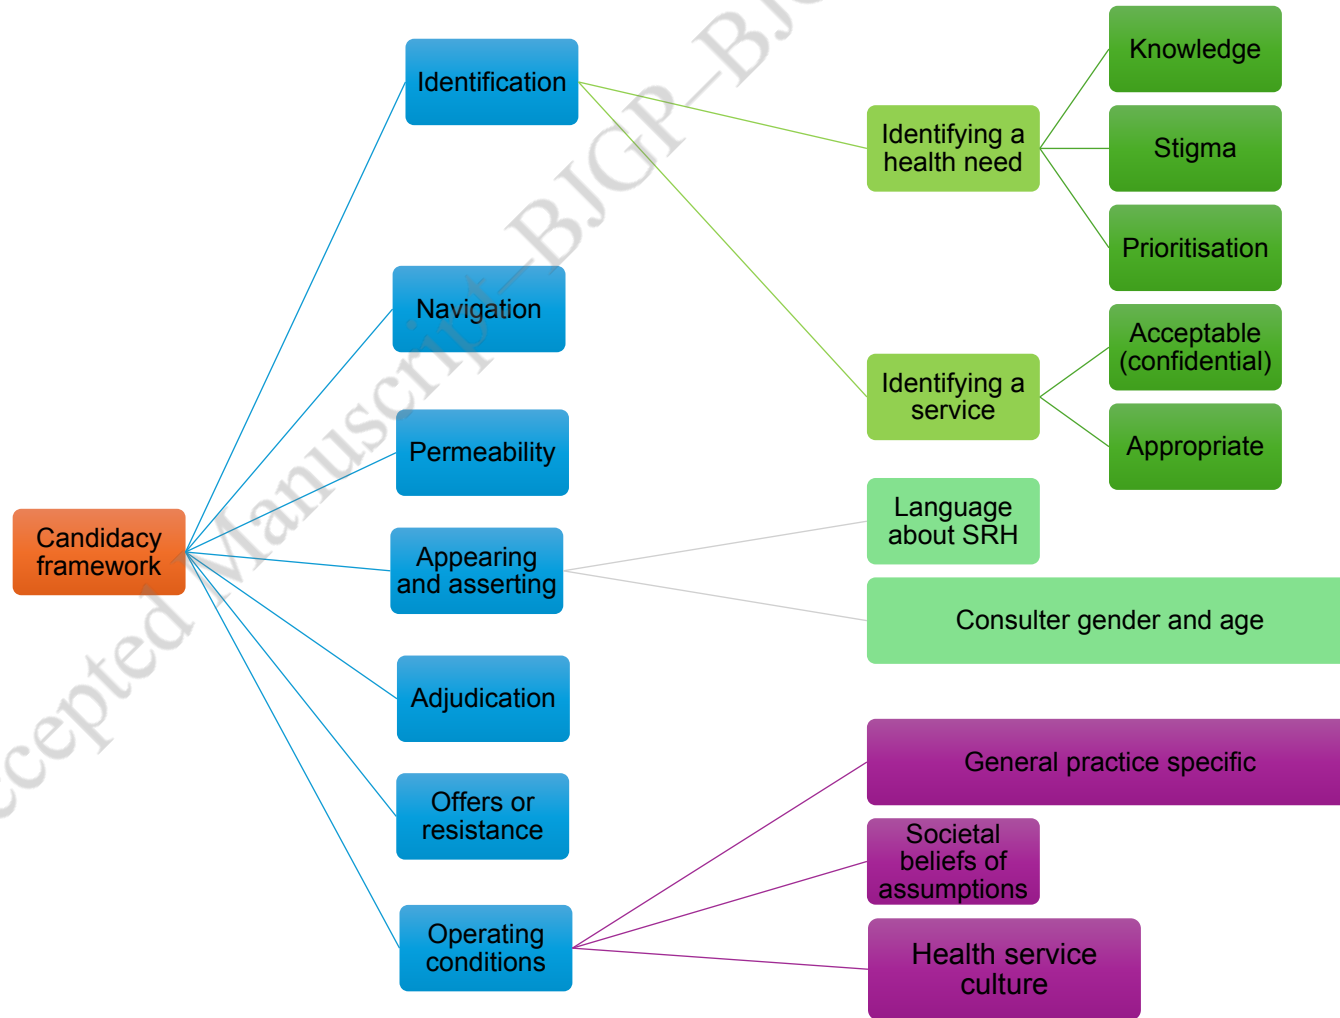 Candidacy
framework
Identification
Navigation
Permeability
Appearing
and asserting
Adjudication
Offers or
resistance
Operating
conditions
Identifying a
health need
Identifying a
service
Language
about SRH
Consulter gender and age
General practice specific
Societal
beliefs of
assumptions
Health service
culture
Knowledge
Stigma
Prioritisation
Acceptable
(confidential)
Appropriate
ccepted Manuscript–BJGP–BJG